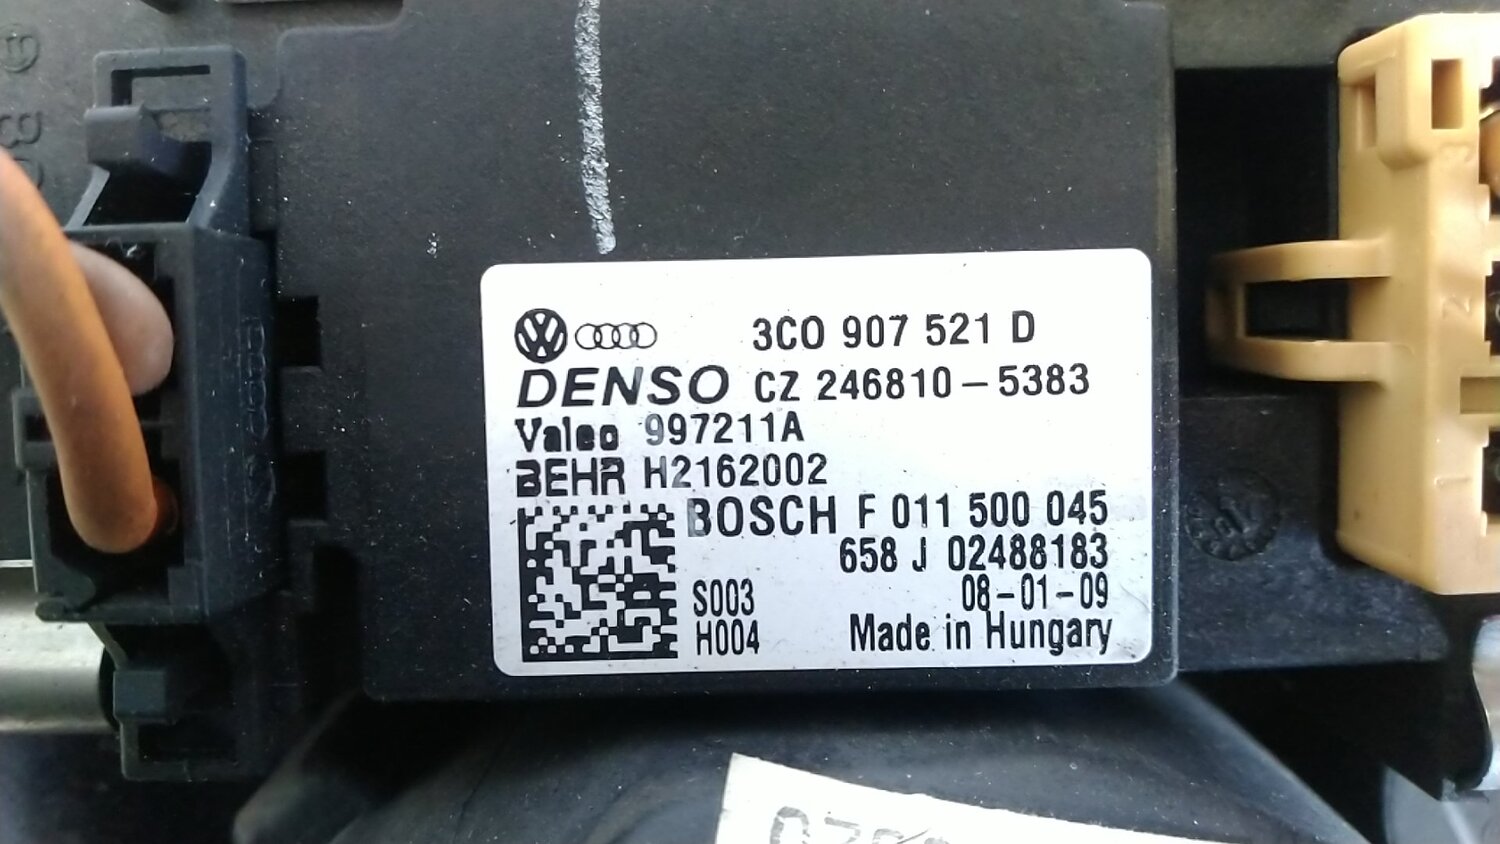 3C0 907 521 D
DENSO CZ 246810-5383
Valeo 997211A
BEHR H2162002
BOSCH F 011 500 045
658 J 02488183
S003 08-01-09
H004 Made in Hungary